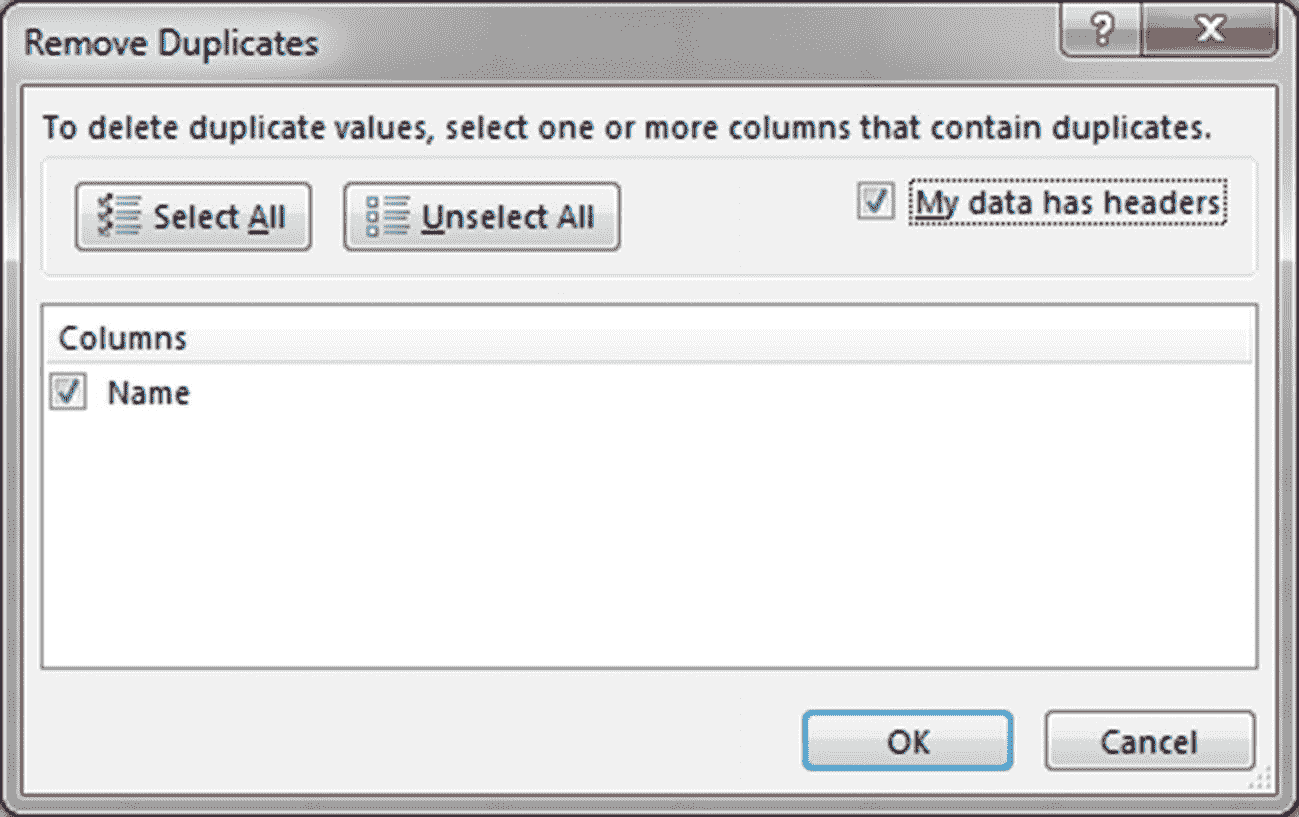 Remove Duplicates
?
X
To delete duplicate values, select one or more columns that contain duplicates.
Select All
Unselect All
My data has headers
Columns
Name
OK
Cancel